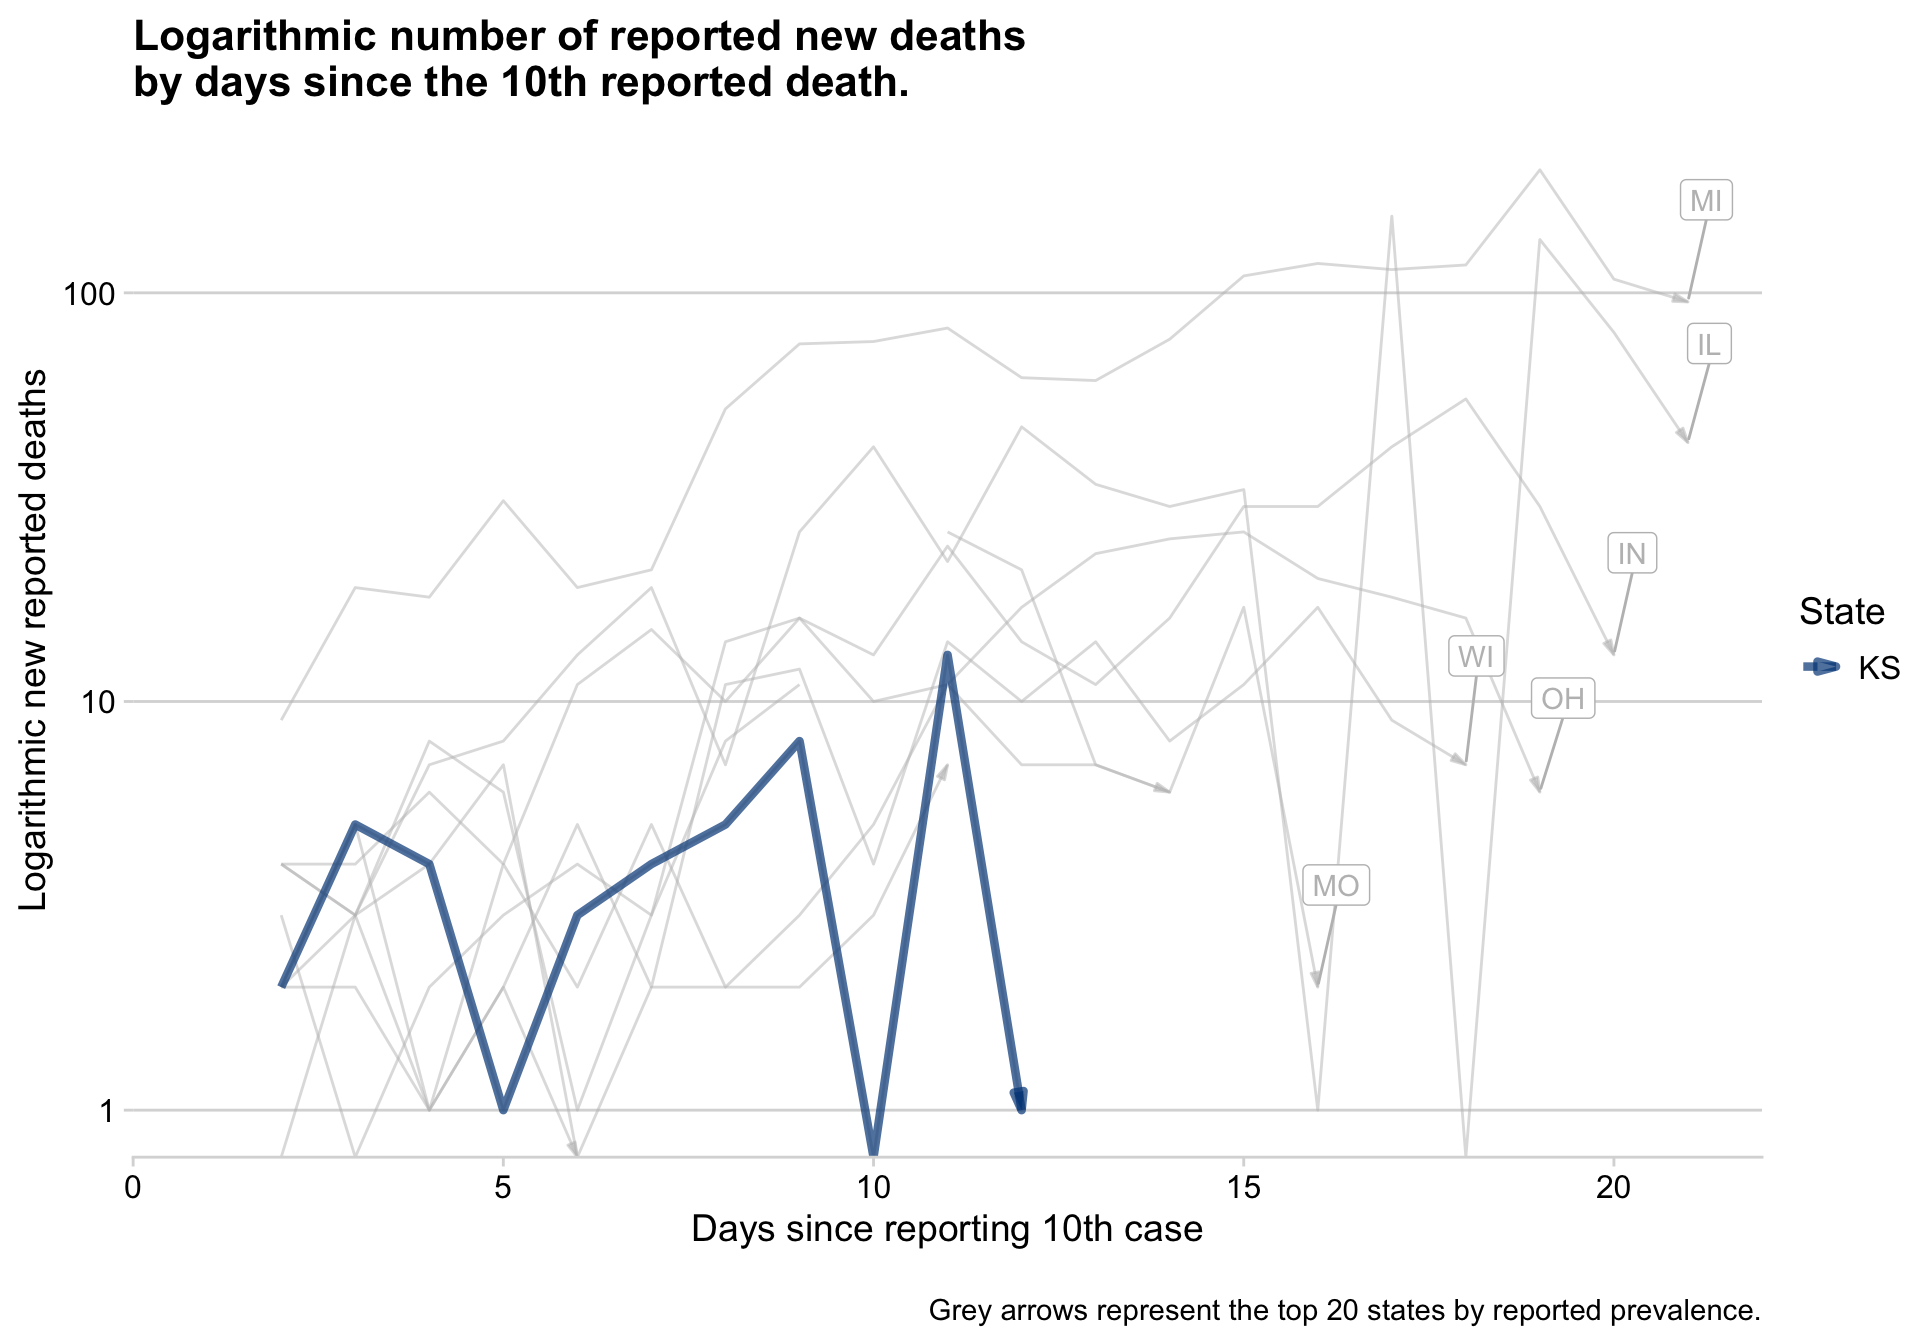 Logarithmic number of reported new deaths
by days since the 10th reported death.
Logarithmic new reported deaths
100
10
1
MI
IL
IN
WI
OH
MO
State
KS
0 5 10 15 20
Days since reporting 10th case
Grey arrows represent the top 20 states by reported prevalence.